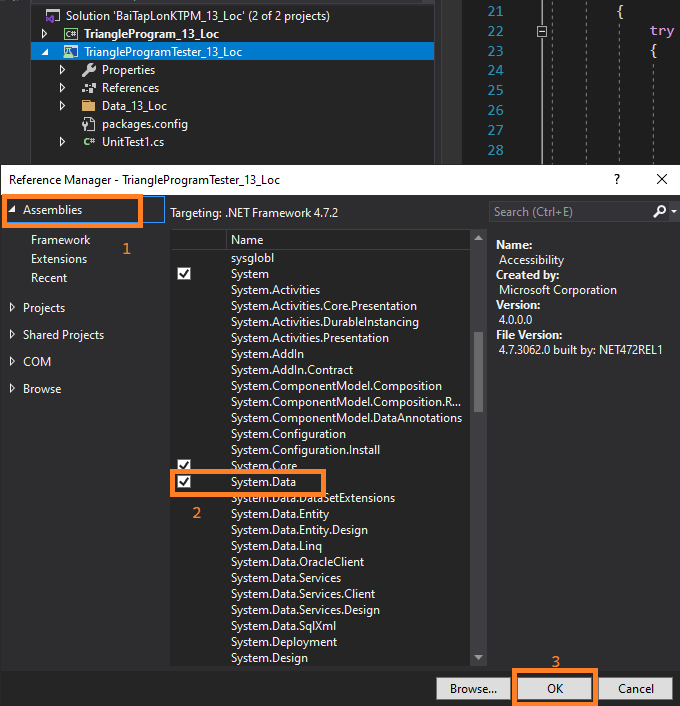 Solution 'BaiTapLonKTPM_13_Loc' (2 of 2 projects)
C# TriangleProgram_13_Loc
TriangleProgramTester_13_Loc
Properties
References
Data_13_Loc
packages.config
C# UnitTest1.cs
21 {
22 try
23 {
24
25
26
27
28
Reference Manager - TriangleProgramTester_13_Loc ?
Assemblies
1
Framework
Extensions
Recent
Projects
Shared Projects
COM
Browse
Targeting: .NET Framework 4.7.2
Search (Ctrl+E)
Name
sysglobl
System
System.Activities
System.Activities.Core.Presentation
System.Activities.DurableInstancing
System.Activities.Presentation
System.AddIn
System.AddIn.Contract
System.ComponentModel.Composition
System.ComponentModel.Composition.R...
System.ComponentModel.DataAnnotations
System.Configuration
System.Configuration.Install
System.Core
System.Data
2
System.Data.DataSetExtensions
System.Data.Entity
System.Data.Entity.Design
System.Data.Linq
System.Data.OracleClient
System.Data.Services
System.Data.Services.Client
System.Data.Services.Design
System.Data.SqlXml
System.Deployment
System.Design
Name:
Accessibility
Created by:
Microsoft Corporation
Version:
4.0.0.0
File Version:
4.7.3062.0 built by: NET472REL1
3
Browse... OK Cancel